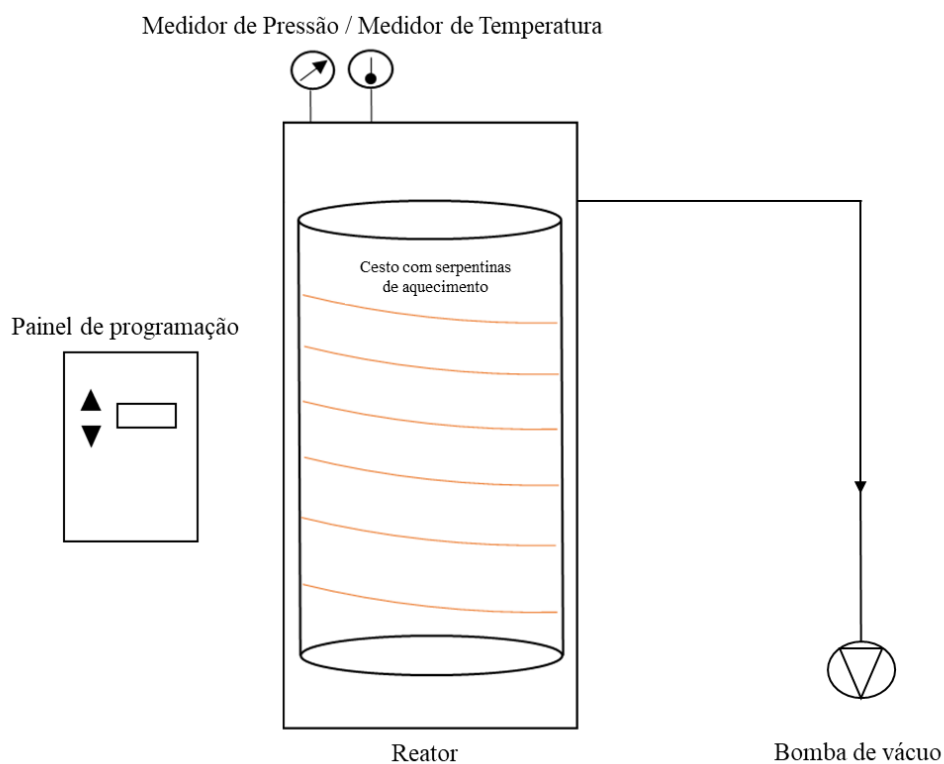 Medidor de Pressão / Medidor de Temperatura
Cesto com serpentinas
de aquecimento
Painel de programação
Reator
Bomba de vácuo